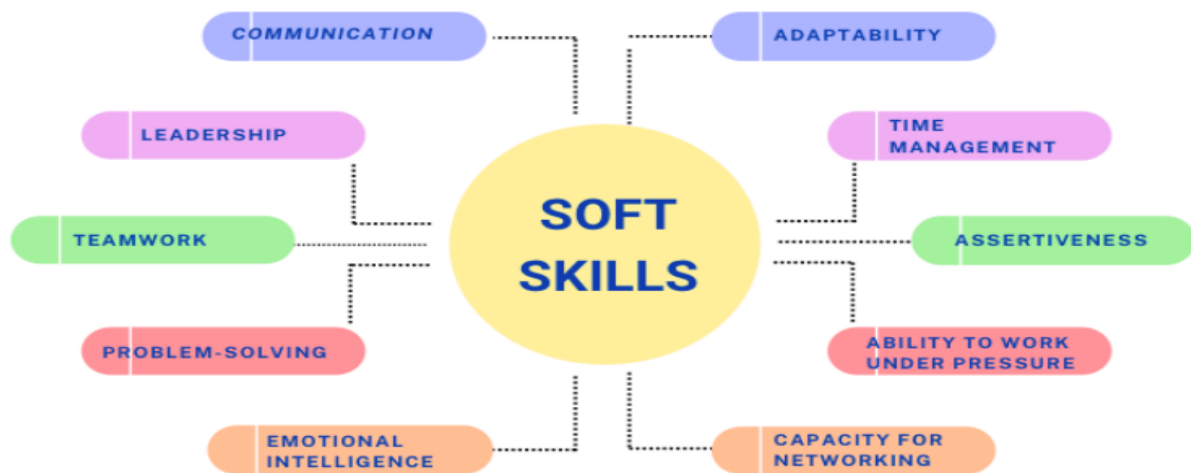 COMMUNICATION
ADAPTABILITY
LEADERSHIP
TIME
MANAGEMENT
TEAMWORK
SOFT
SKILLS
ASSERTIVENESS
PROBLEM-SOLVING
ABILITY TO WORK
UNDER PRESSURE
EMOTIONAL
INTELLIGENCE
CAPACITY FOR
NETWORKING